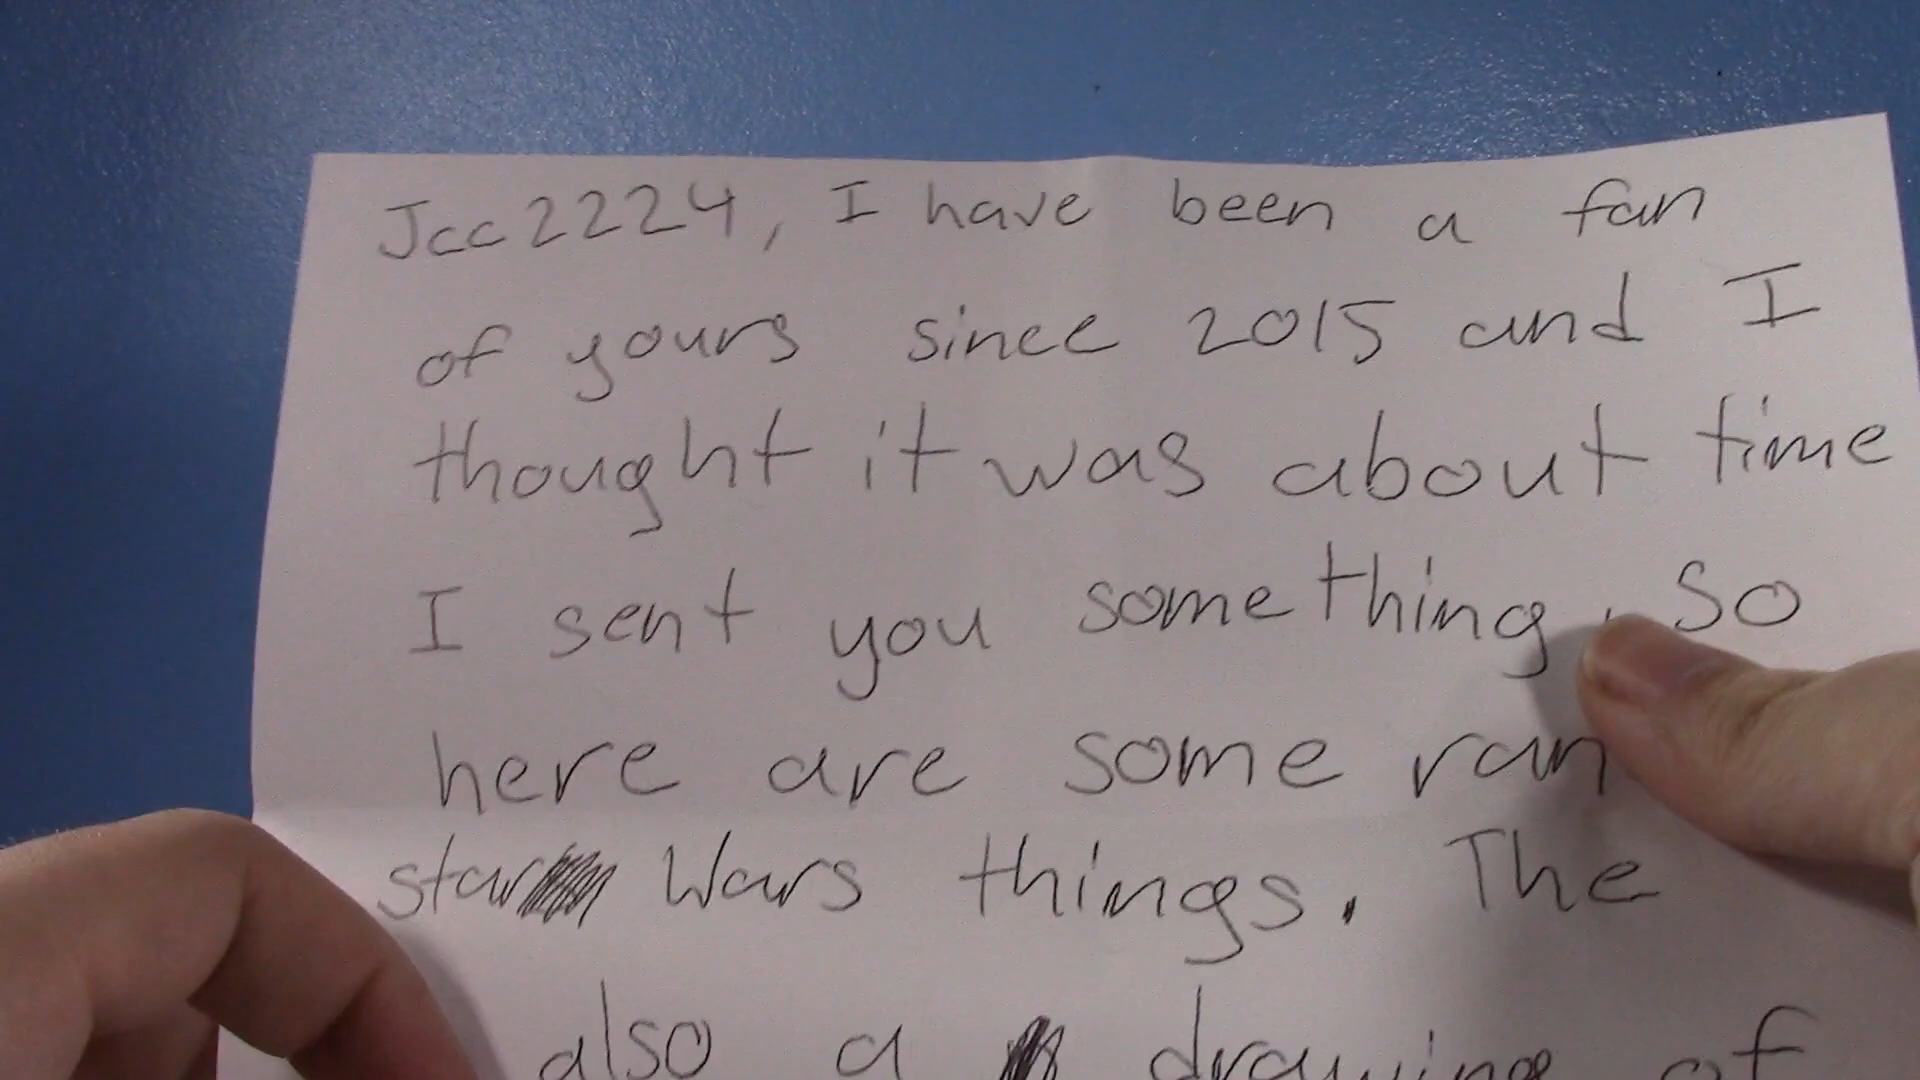 Jcc2224, I have been a fan
of yours since 2015 and I
thought it was about time
I sent you something. So
here are some
star Wars things. The
also a drawing of